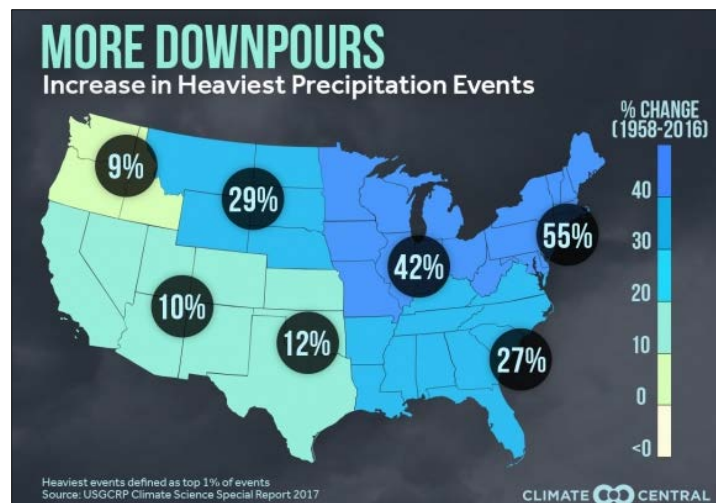 MORE DOWNPOURS
Increase in Heaviest Precipitation Events
% CHANGE
(1958-2016)
9%
29%
42%
55%
10%
12%
27%
40
30
20
10
0
<0
Heaviest events defined as top 1% of events
Source: USGCRP Climate Science Special Report 2017
CLIMATE CENTRAL